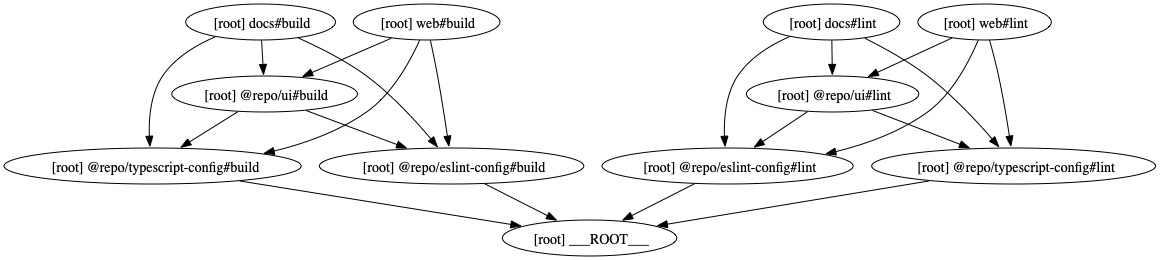 [root] docs#build
[root] web#build
[root] docs#lint
[root] web#lint
[root] @repo/ui#build
[root] @repo/ui#lint
[root] @repo/typescript-config#build
[root] @repo/eslint-config#build
[root] @repo/eslint-config#lint
[root] @repo/typescript-config#lint
[root] ___ROOT___